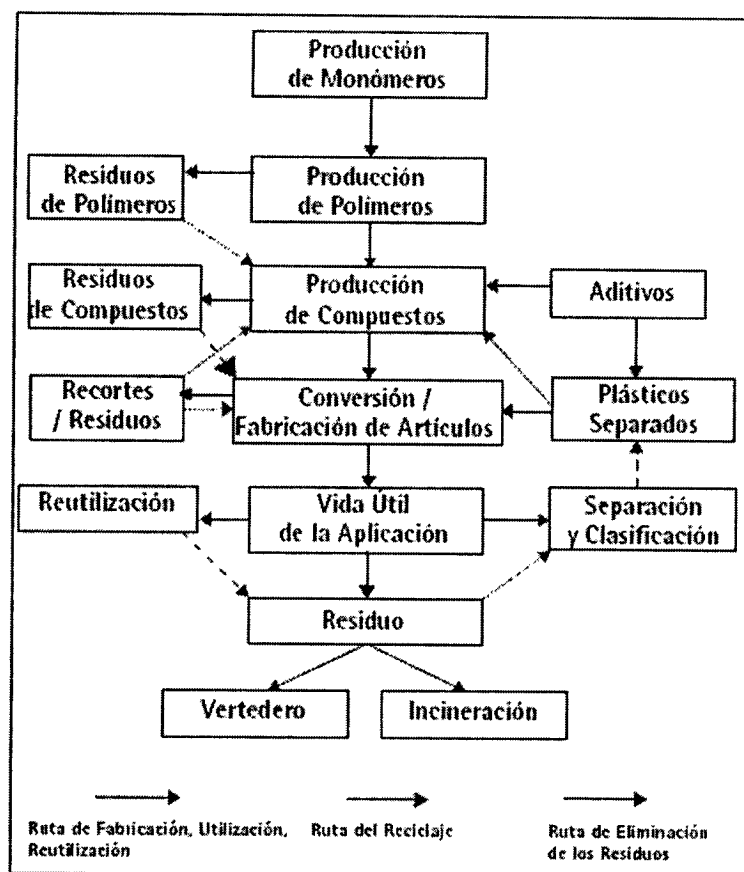 Producción
de Monómeros
Residuos
de Polímeros
Producción
de Polímeros
Residuos
de Compuestos
Producción
de Compuestos
Aditivos
Recortes
/ Residuos
Conversión /
Fabricación de Artículos
Plásticos
Separados
Reutilización
Vida Útil
de la Aplicación
Separación
y Clasificación
Residuo
Vertedero
Incineración
Ruta de Fabricación, Utilización,
Reutilización
Ruta del Reciclaje
Ruta de Eliminación
de los Residuos